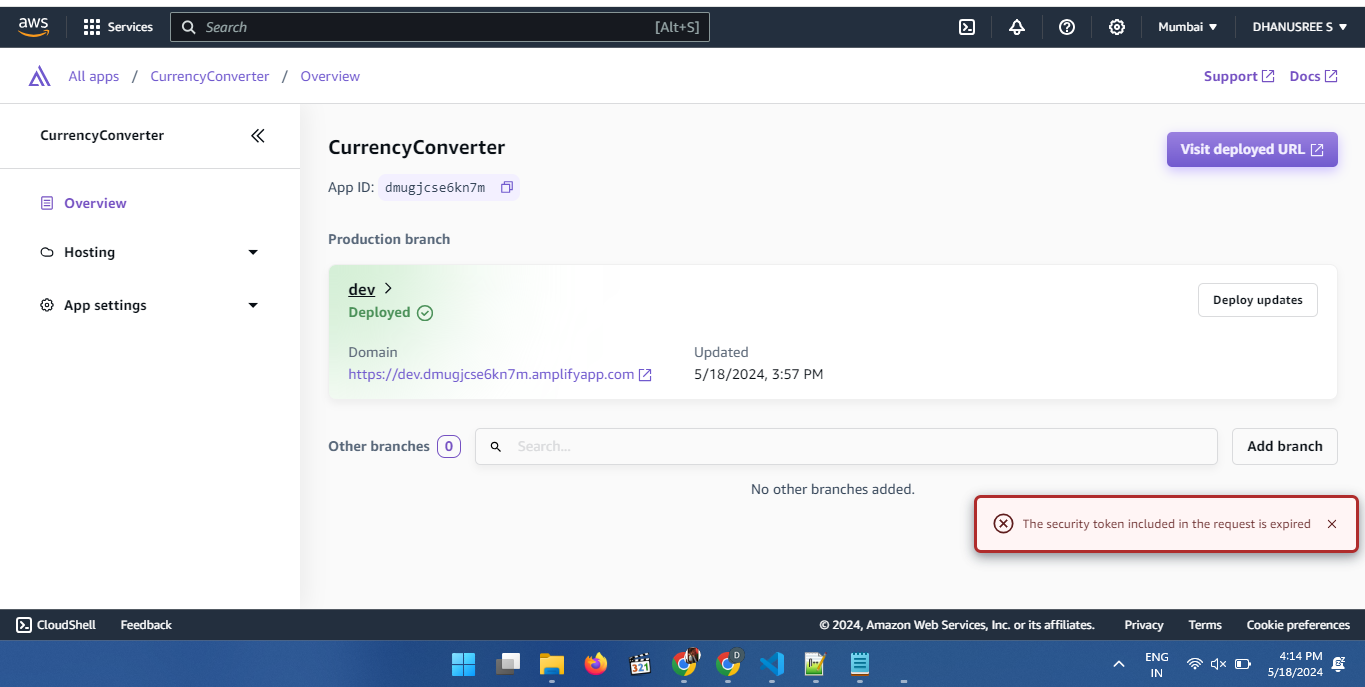 aws Services Search [Alt+S] Mumbai DHANUSREE S
All apps / CurrencyConverter / Overview Support Docs
CurrencyConverter
Overview
Hosting
App settings
CurrencyConverter
Visit deployed URL
App ID: dmugjcse6kn7m
Production branch
dev
Deployed
Deploy updates
Domain Updated
https://dev.dmugjcse6kn7m.amplifyapp.com 5/18/2024, 3:57 PM
Other branches 0 Search... Add branch
No other branches added.
The security token included in the request is expired
CloudShell Feedback © 2024, Amazon Web Services, Inc. or its affiliates. Privacy Terms Cookie preferences
321
D
ENG
IN
4:14 PM
5/18/2024